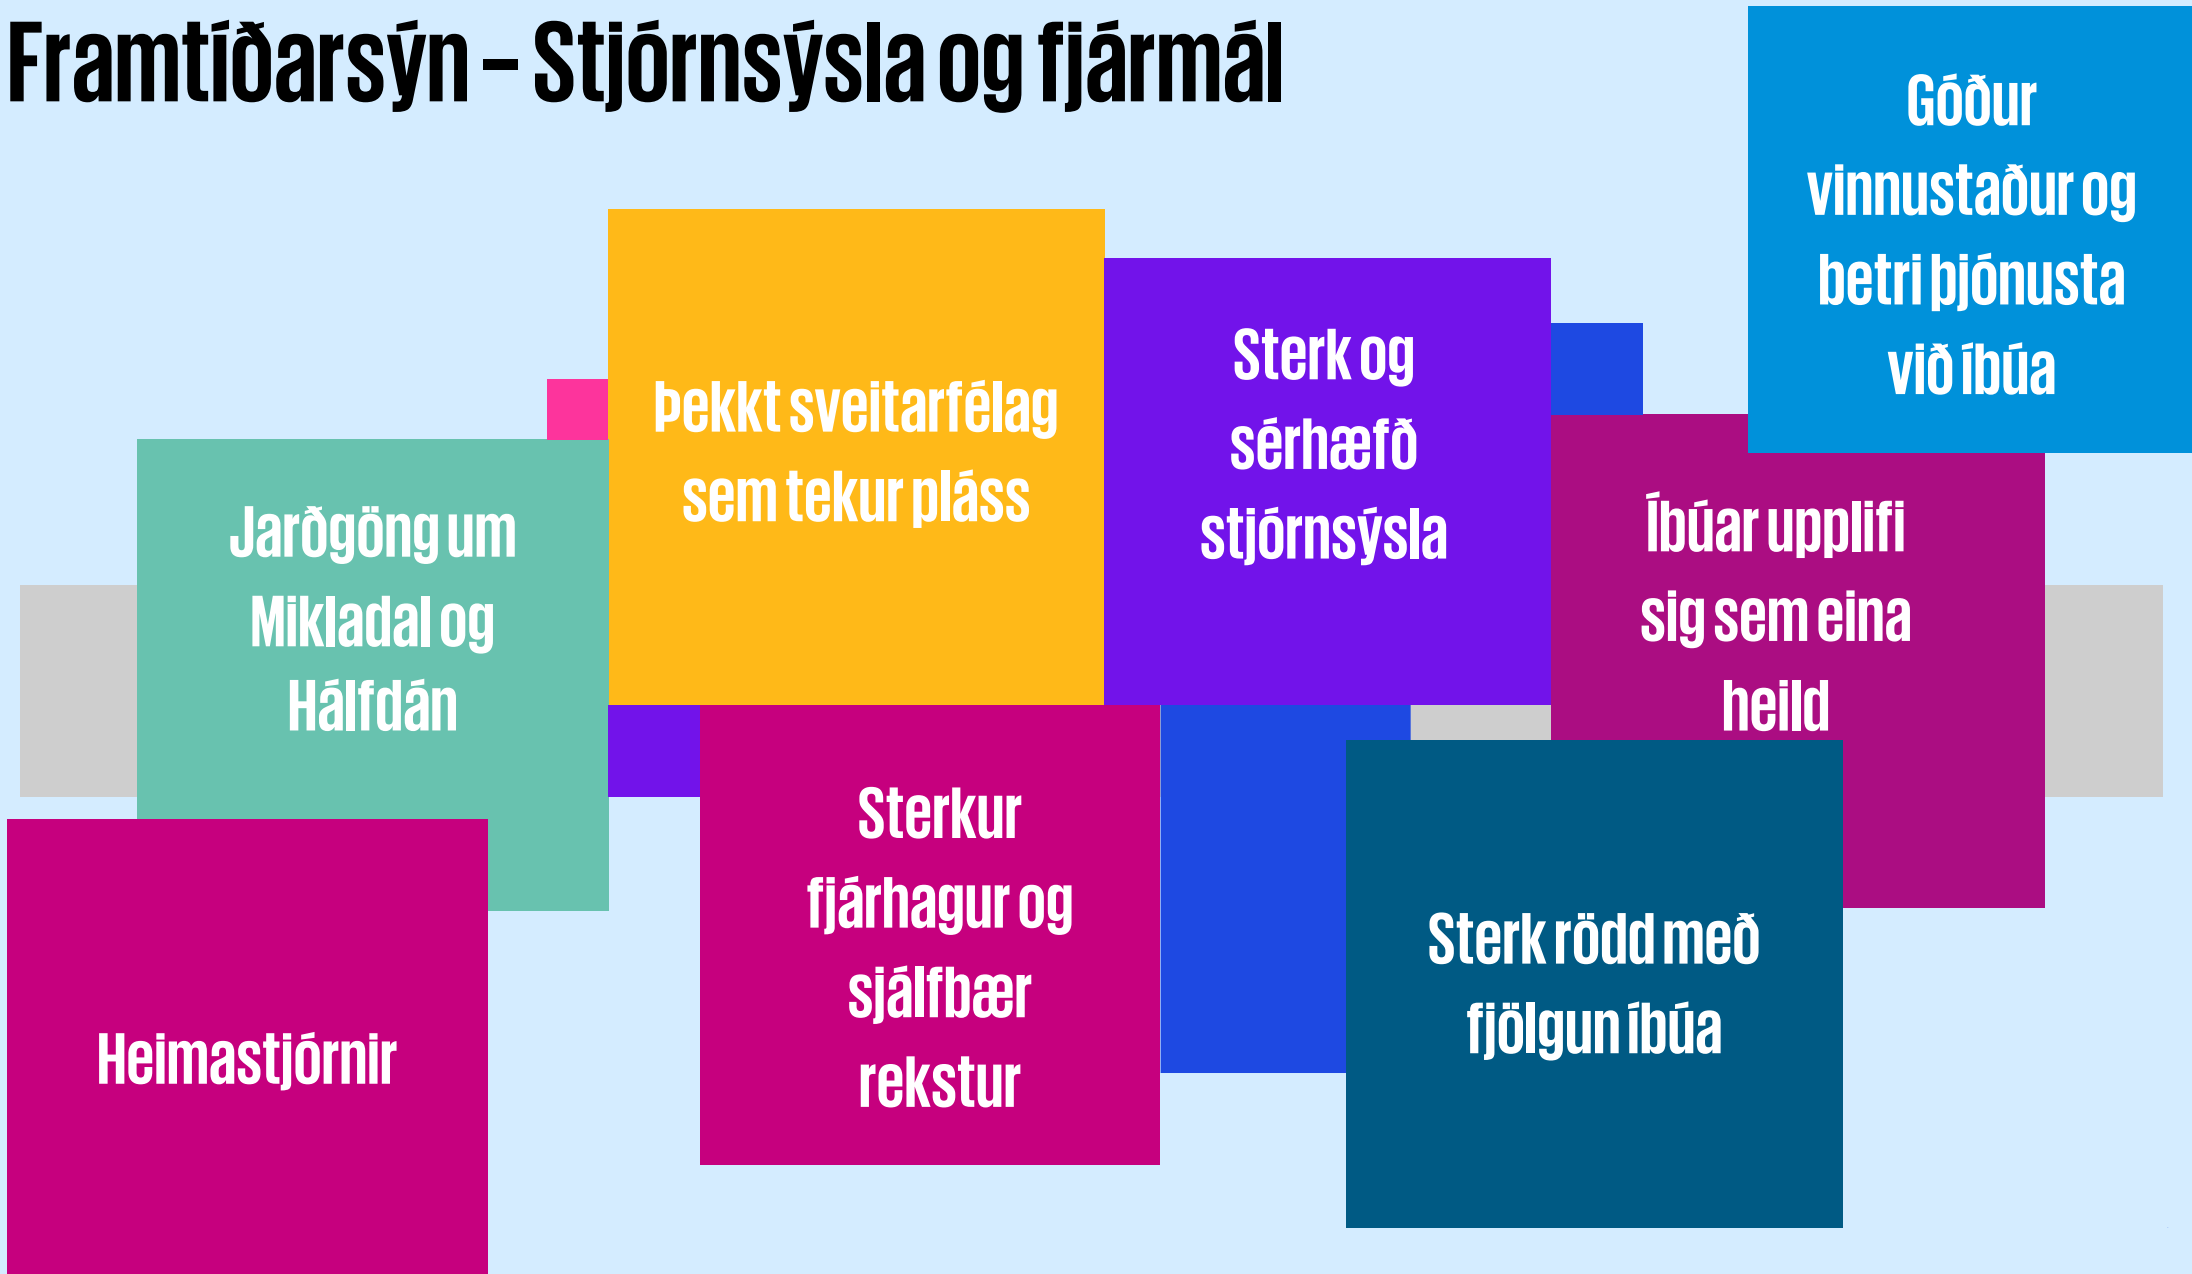 Framtíðarsýn – Stjórnsýsla og fjármál
Góður
vinnustaður og
betri þjónusta
við íbúa
Þekkt sveitarfélag
sem tekur pláss
Sterk og
sérhæfð
stjórnsýsla
Íbúar upplifi
sig sem eina
heild
Jarðgöng um
Mikladal og
Hálfdán
Sterkur
fjárhagur og
sjálfbær
rekstur
Sterk rödd með
fjölgun íbúa
Heimastjórnir